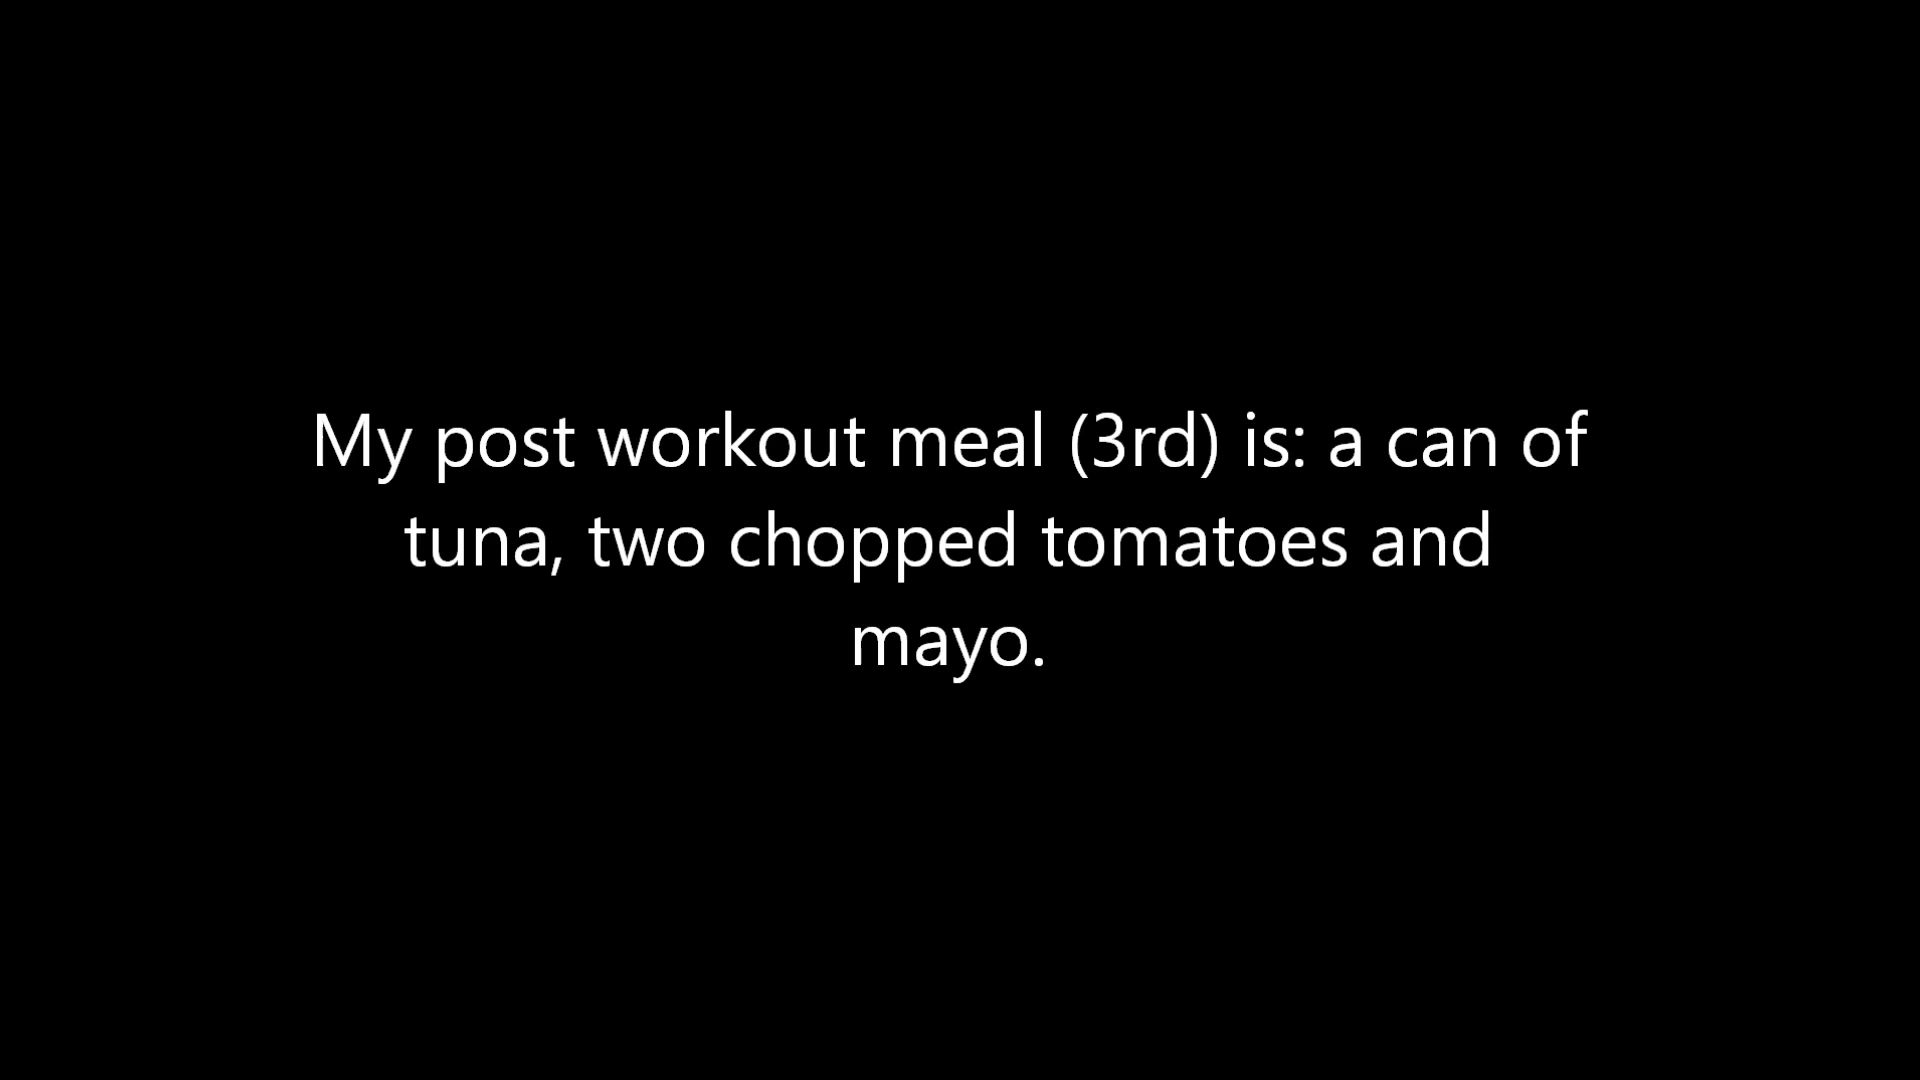 My post workout meal (3rd) is: a can of
tuna, two chopped tomatoes and
mayo.